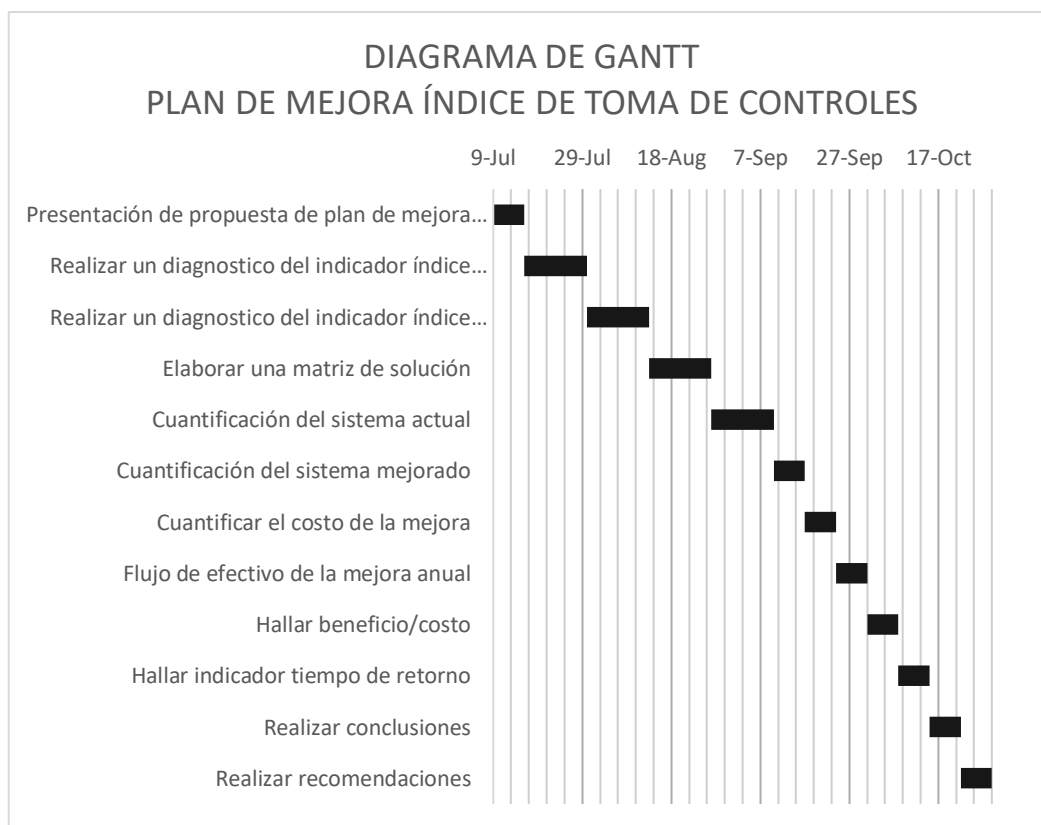 DIAGRAMA DE GANTT
PLAN DE MEJORA ÍNDICE DE TOMA DE CONTROLES
9-Jul 29-Jul 18-Aug 7-Sep 27-Sep 17-Oct
Presentación de propuesta de plan de mejora...
Realizar un diagnostico del indicador índice...
Realizar un diagnostico del indicador índice...
Elaborar una matriz de solución
Cuantificación del sistema actual
Cuantificación del sistema mejorado
Cuantificar el costo de la mejora
Flujo de efectivo de la mejora anual
Hallar beneficio/costo
Hallar indicador tiempo de retorno
Realizar conclusiones
Realizar recomendaciones